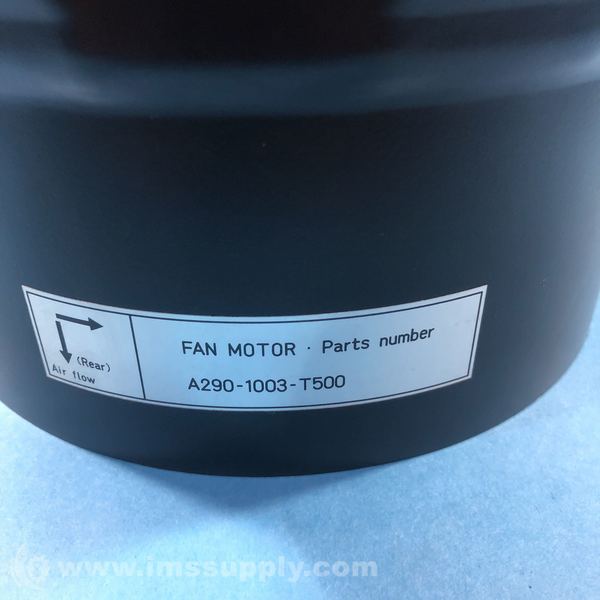 (Rear)
Air flow
FAN MOTOR · Parts number
A290-1003-T500
© www.imssupply.com